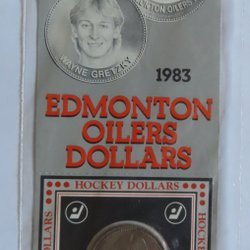 EDMONTON OILERS
WAYNE GRETZKY
1983
EDMONTON
OILERS
DOLLARS
HOCKEY DOLLARS
DOLLARS
HOCKEY